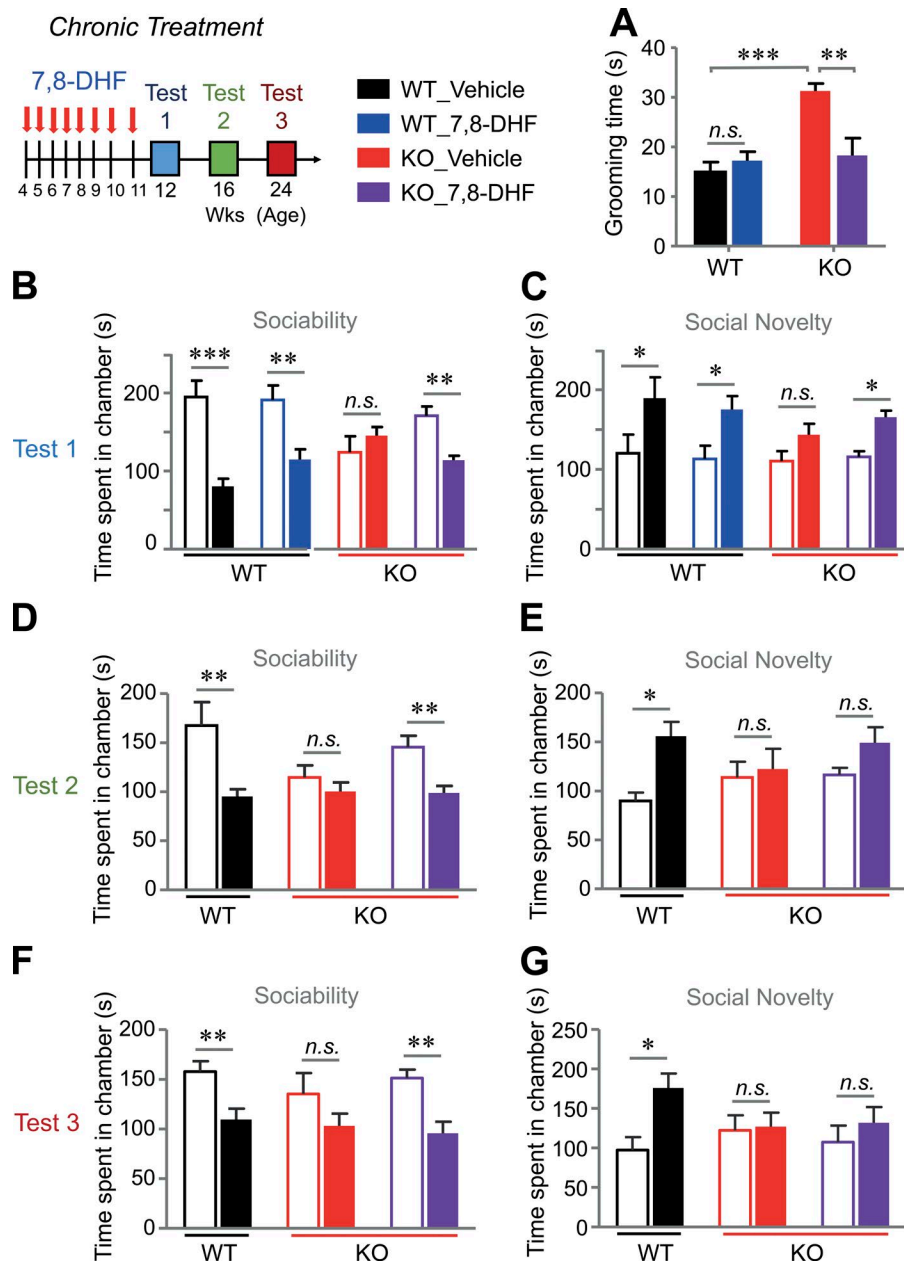 Chronic Treatment
7,8-DHF
Test 1
Test 2
Test 3
4 5 6 7 8 9 10 11 12 16 24
Wks (Age)
WT_Vehicle
WT_7,8-DHF
KO_Vehicle
KO_7,8-DHF
A
Grooming time (s)
40
30
20
10
0
*** **
n.s.
WT KO
B
Sociability
Time spent in chamber (s)
200
100
0
*** ** n.s. **
WT KO
C
Social Novelty
Time spent in chamber (s)
200
100
0
* * n.s. *
WT KO
Test 1
D
Sociability
Time spent in chamber (s)
200
150
100
50
0
** n.s. **
WT KO
E
Social Novelty
Time spent in chamber (s)
200
150
100
50
0
* n.s. n.s.
WT KO
Test 2
F
Sociability
Time spent in chamber (s)
200
150
100
50
0
** n.s. **
WT KO
G
Social Novelty
Time spent in chamber (s)
250
200
150
100
50
0
* n.s. n.s.
WT KO
Test 3